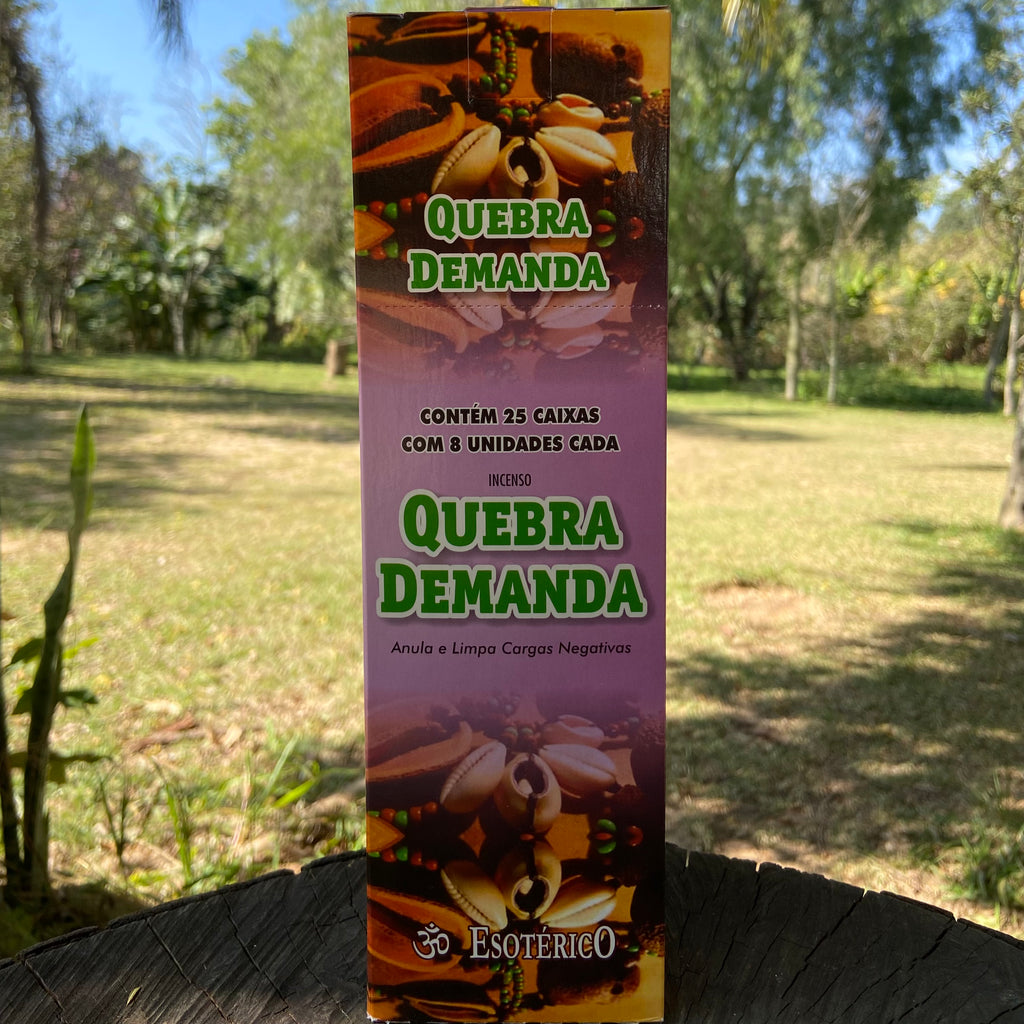 QUEBRA
DEMANDA
CONTÉM 25 CAIXAS
COM 8 UNIDADES CADA
INCENSO
QUEBRA
DEMANDA
Anula e Limpa Cargas Negativas
ॐ ESOTÉRICO